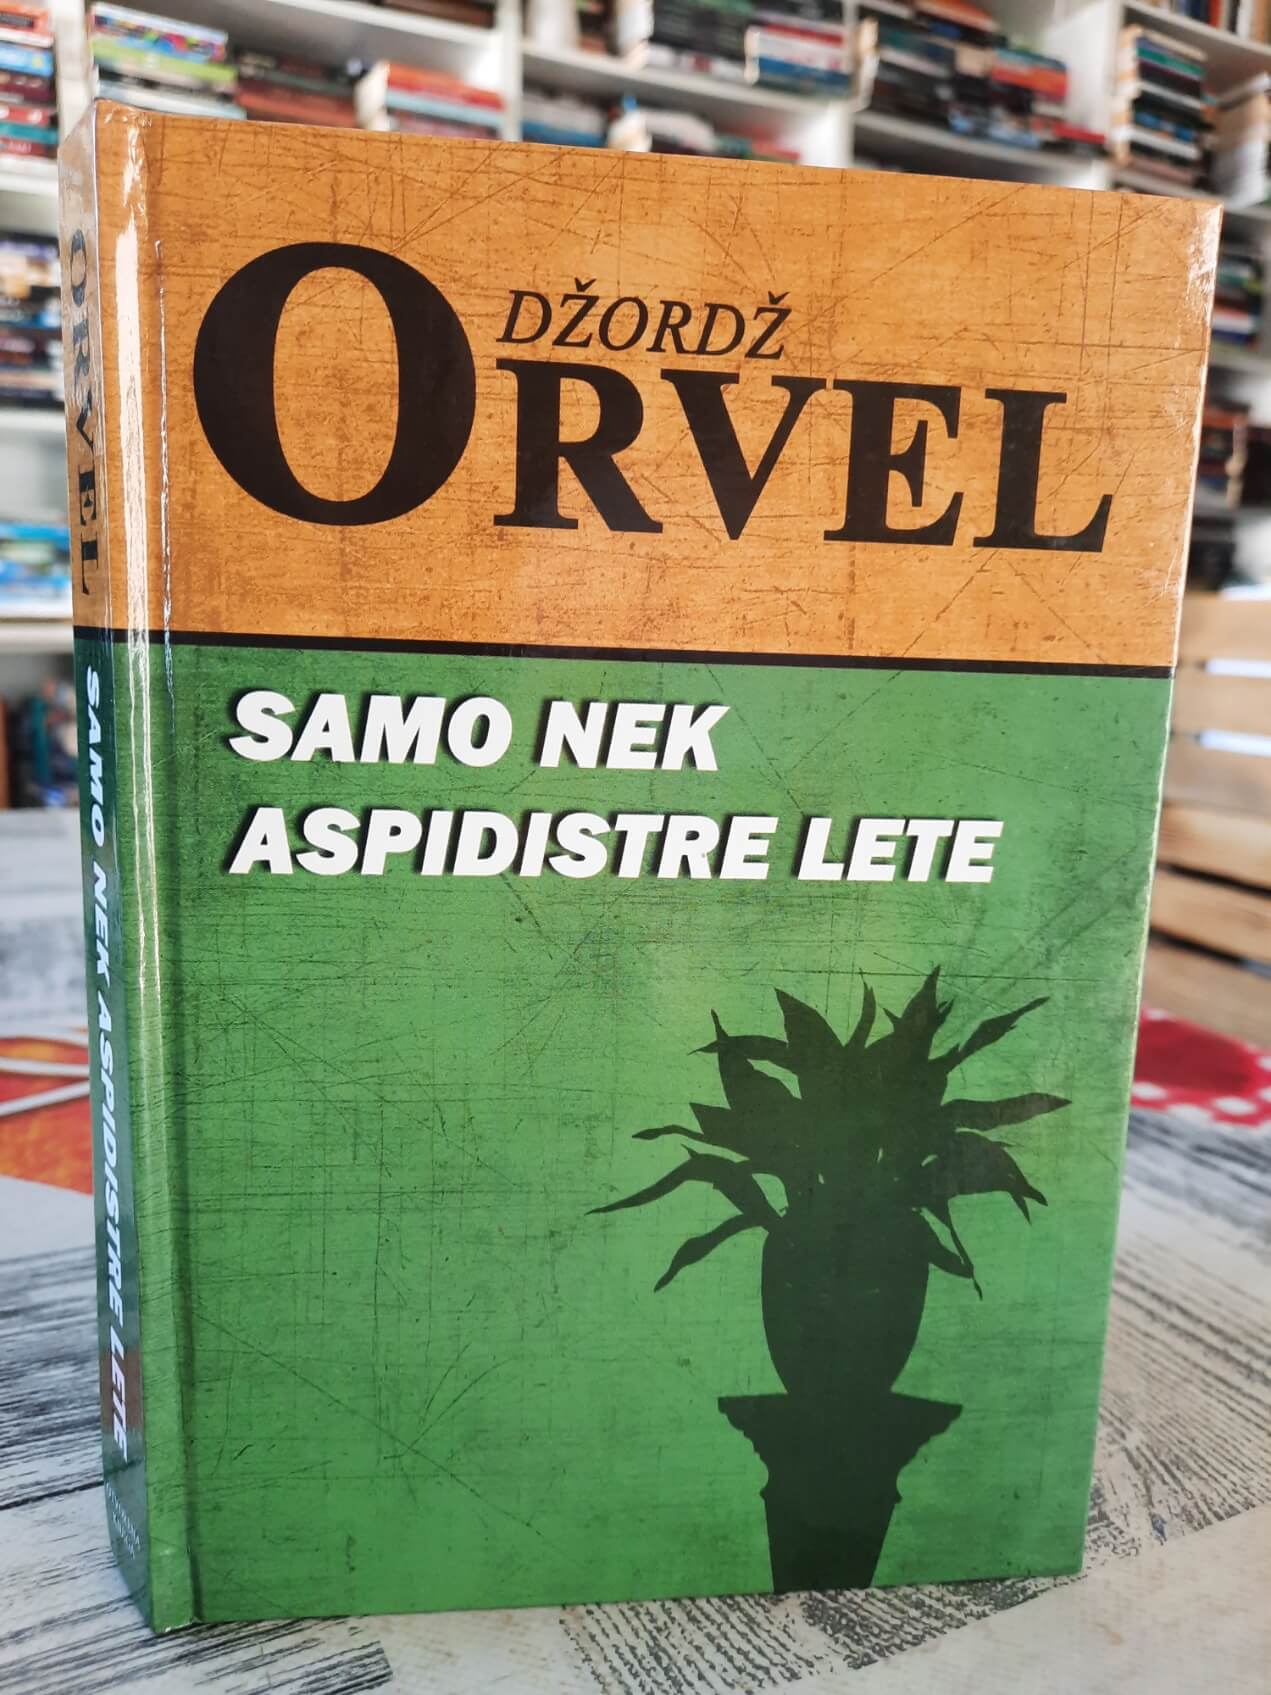 DŽORDŽ
ORVEL
SAMO NEK
ASPIDISTRE LETE
ORVEL
SAMO NEK ASPIDISTRE LETE